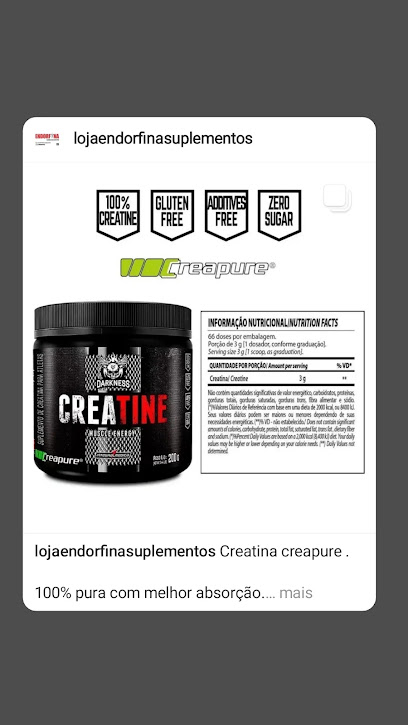 lojaendorfinasuplementos
100% CREATINE
GLUTEN FREE
ADDITIVES FREE
ZERO SUGAR
Creapure®
DARKNESS
CREATINE
MUSCLE ENERGY
SUPLEMENTO DE CREATINA PARA ATLETAS
Creapure®
200g
INFORMAÇÃO NUTRICIONAL/NUTRITION FACTS
66 doses por embalagem.
Porção de 3 g (1 dosador, conforme graduação).
Serving size 3 g (1 scoop, as graduation).
QUANTIDADE POR PORÇÃO/ Amount per serving % VD*
Creatina/ Creatine 3 g **
Não contém quantidades significativas de valor energético, carboidratos, proteínas,
gorduras totais, gorduras saturadas, gorduras trans, fibra alimentar e sódio.
(*)Valores Diários de Referência com base em uma dieta de 2000 kcal, ou 8400 kJ.
Seus valores diários podem ser maiores ou menores dependendo de suas
necessidades energéticas. (**)% VD - não estabelecido./ Does not contain significant
amounts of calories, carbohydrate, protein, total fat, saturated fat, trans fat, dietary fiber
and sodium. (*)%Percent Daily Values are based on a 2,000 kcal (8,400kJ) diet. Your daily
values may be higher or lower depending on your calorie needs. (**) Daily Values not
determined.
lojaendorfinasuplementos Creatina creapure .
100% pura com melhor absorção.... mais